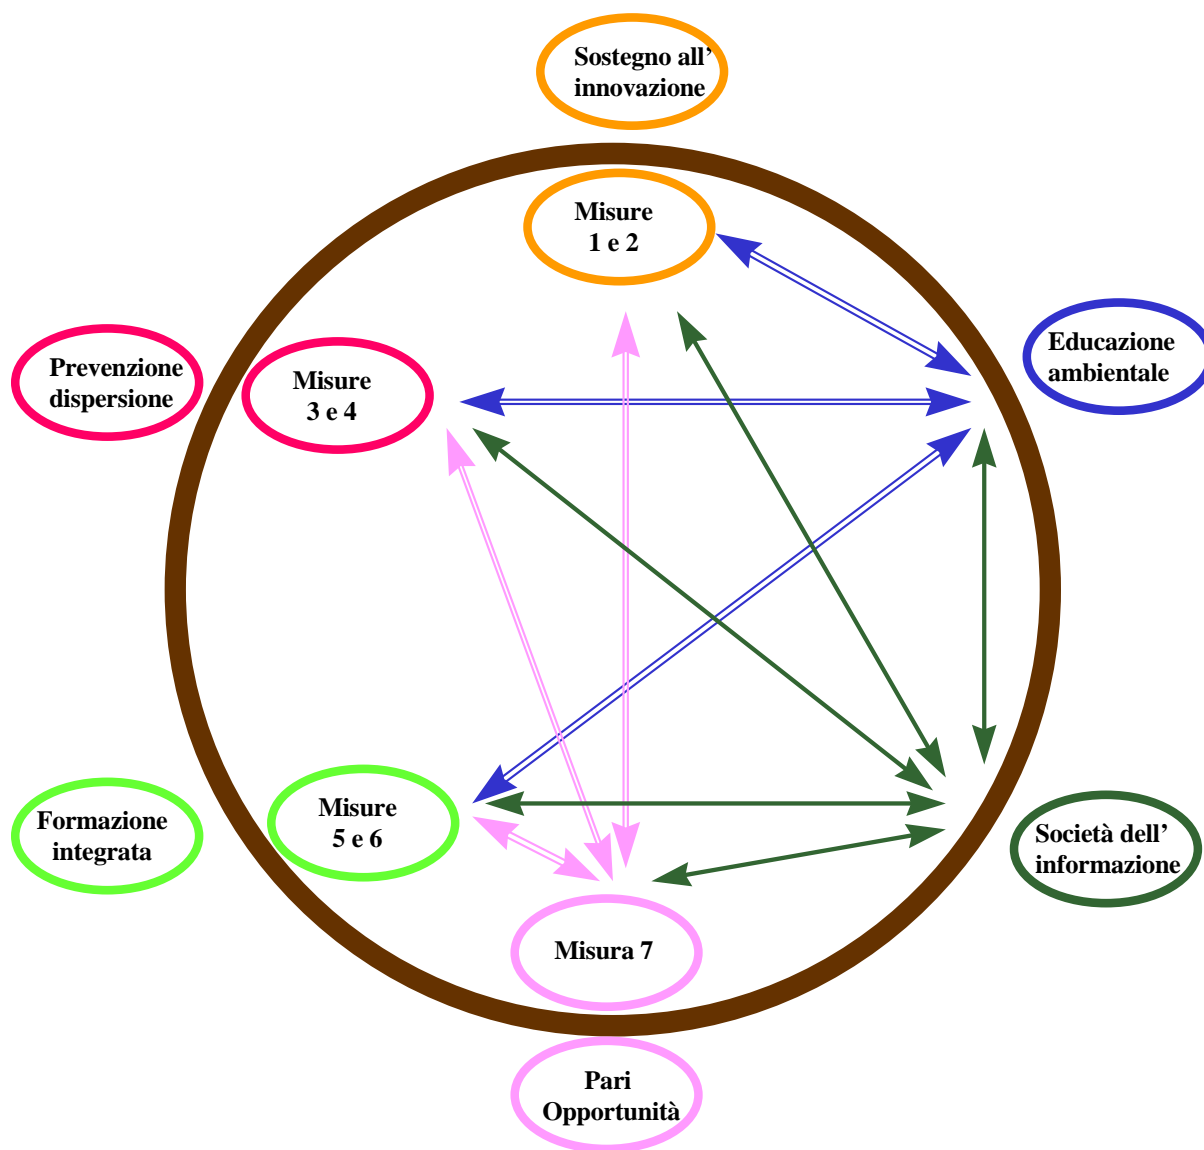 Sostegno all’
innovazione
Misure
1 e 2
Prevenzione
dispersione
Misure
3 e 4
Educazione
ambientale
Formazione
integrata
Misure
5 e 6
Società dell’
informazione
Misura 7
Pari
Opportunità